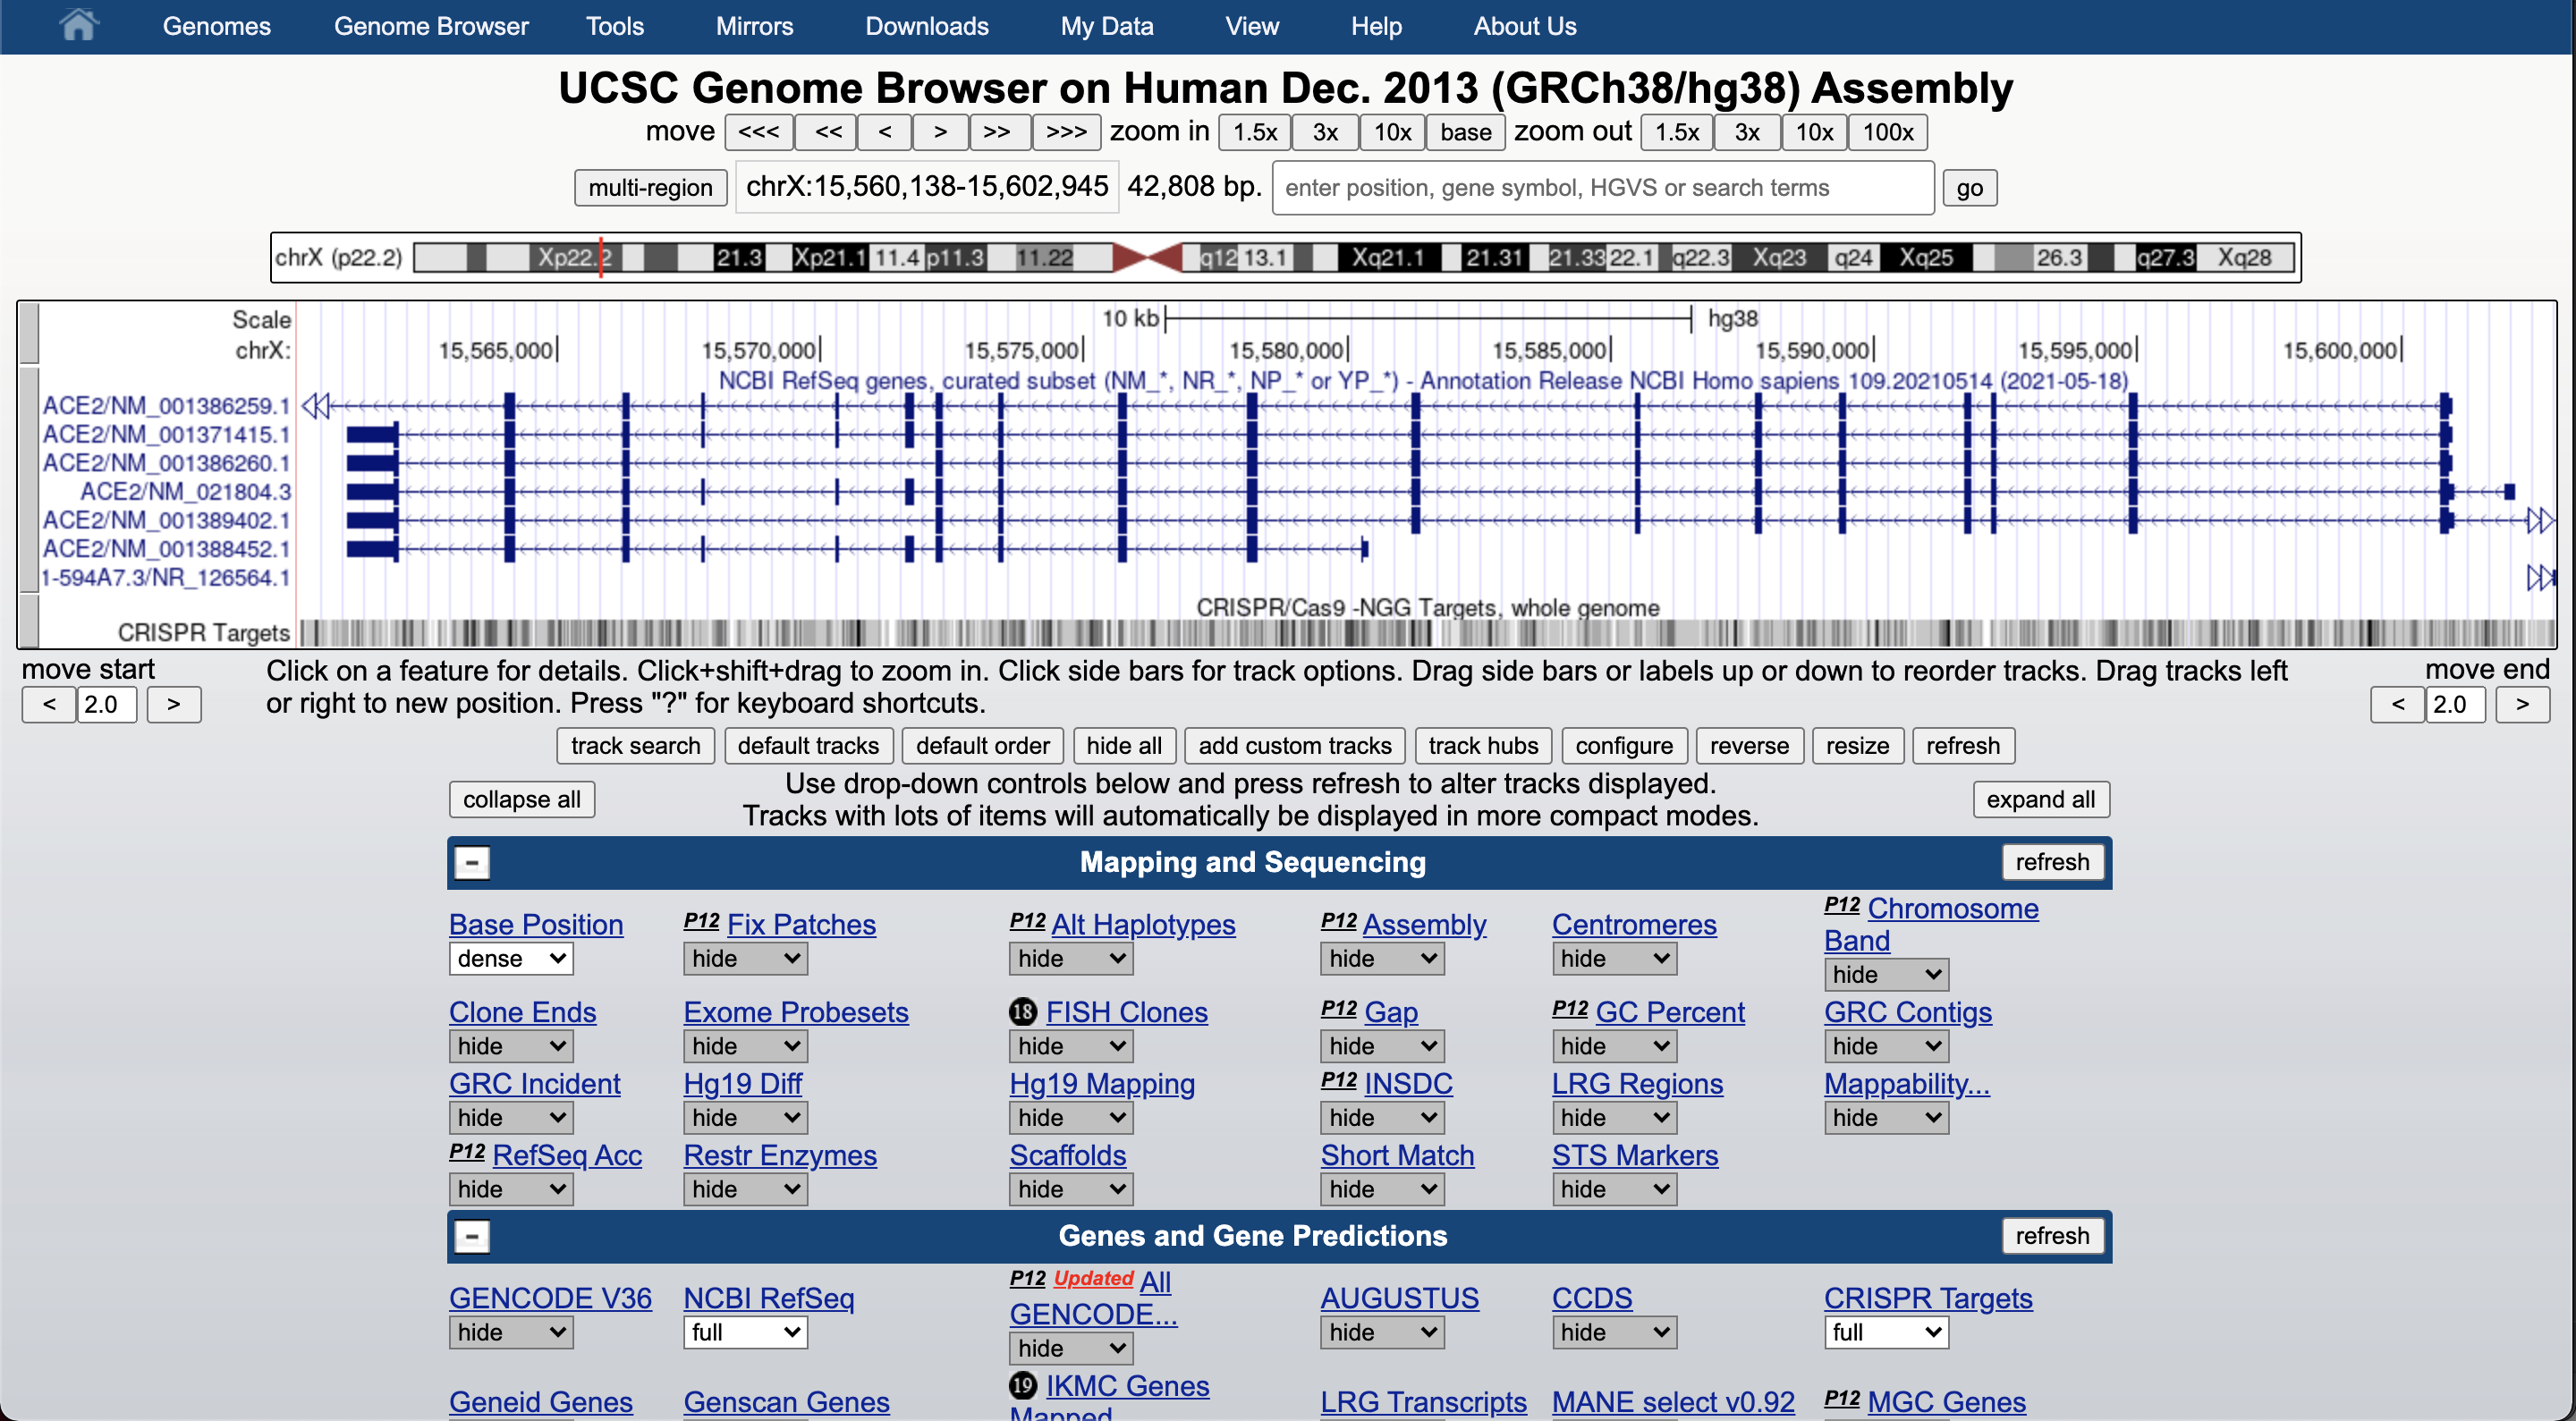 Genomes Genome Browser Tools Mirrors Downloads My Data View Help About Us
UCSC Genome Browser on Human Dec. 2013 (GRCh38/hg38) Assembly
move <<< << < > >> >>> zoom in 1.5x 3x 10x base zoom out 1.5x 3x 10x 100x
multi-region chrX:15,560,138-15,602,945 42,808 bp. enter position, gene symbol, HGVS or search terms go
chrX (p22.2) Xp22.2 21.3 Xp21.1 11.4 p11.3 11.22 q12 13.1 Xq21.1 21.31 21.33 22.1 q22.3 Xq23 q24 Xq25 26.3 q27.3 Xq28
Scale 10 kb hg38
chrX: 15,565,000 15,570,000 15,575,000 15,580,000 15,585,000 15,590,000 15,595,000 15,600,000
NCBI RefSeq genes, curated subset (NM_*, NR_*, NP_* or YP_*) - Annotation Release NCBI Homo sapiens 109.20210514 (2021-05-18)
ACE2/NM_001386259.1
ACE2/NM_001371415.1
ACE2/NM_001386260.1
ACE2/NM_021804.3
ACE2/NM_001389402.1
ACE2/NM_001388452.1
1-594A7.3/NR_126564.1
CRISPR/Cas9 -NGG Targets, whole genome
CRISPR Targets
move start Click on a feature for details. Click+shift+drag to zoom in. Click side bars for track options. Drag side bars or labels up or down to reorder tracks. Drag tracks left move end
< 2.0 > or right to new position. Press "?" for keyboard shortcuts. < 2.0 >
track search default tracks default order hide all add custom tracks track hubs configure reverse resize refresh
collapse all Use drop-down controls below and press refresh to alter tracks displayed. expand all
Tracks with lots of items will automatically be displayed in more compact modes.
- Mapping and Sequencing refresh
Base Position P12 Fix Patches P12 Alt Haplotypes P12 Assembly Centromeres P12 Chromosome
Band
dense hide hide hide hide hide
Clone Ends Exome Probesets 18 FISH Clones P12 Gap P12 GC Percent GRC Contigs
hide hide hide hide hide hide
GRC Incident Hg19 Diff Hg19 Mapping P12 INSDC LRG Regions Mappability...
hide hide hide hide hide hide
P12 RefSeq Acc Restr Enzymes Scaffolds Short Match STS Markers
hide hide hide hide hide
- Genes and Gene Predictions refresh
GENCODE V36 NCBI RefSeq P12 Updated All
GENCODE... AUGUSTUS CCDS CRISPR Targets
hide full hide hide hide full
Geneid Genes Genscan Genes 19 IKMC Genes
Mapped LRG Transcripts MANE select v0.92 P12 MGC Genes